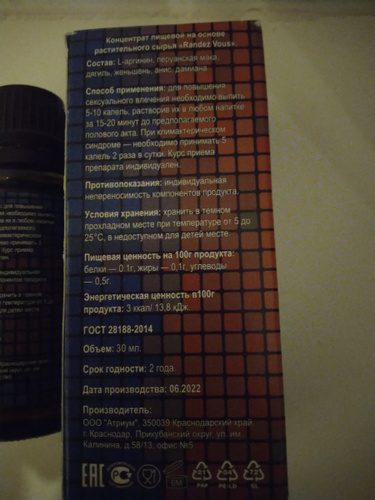 Концентрат пищевой на основе
растительного сырья «Randez Vous»
Состав: L-аргинин, перуанская мака,
дягиль, женьшень, анис, дамиана.
Способ применения: для повышения
сексуального влечения необходимо выпить
5-10 капель, растворив их в любом напитке
за 15-20 минут до предполагаемого
полового акта. При климактерическом
синдроме — необходимо принимать 5
капель 2 раза в сутки. Курс приема
препарата индивидуален.
Противопоказания: индивидуальная
непереносимость компонентов продукта.
Условия хранения: хранить в темном
прохладном месте при температуре от 5 до
25°С, в недоступном для детей месте.
Пищевая ценность на 100г продукта:
белки — 0.1г, жиры — 0,1г, углеводы
— 0,5г.
Энергетическая ценность в100г
продукта: 3 ккал/ 13,8 кДж.
ГОСТ 28188-2014
Объем: 30 мл.
Срок годности: 2 года.
Дата производства: 06.2022
Производитель:
ООО "Атриум", 350039 Краснодарский край,
г. Краснодар, Прикубанский округ, ул. им.
Калинина, д 58/13, офис №5
EAC